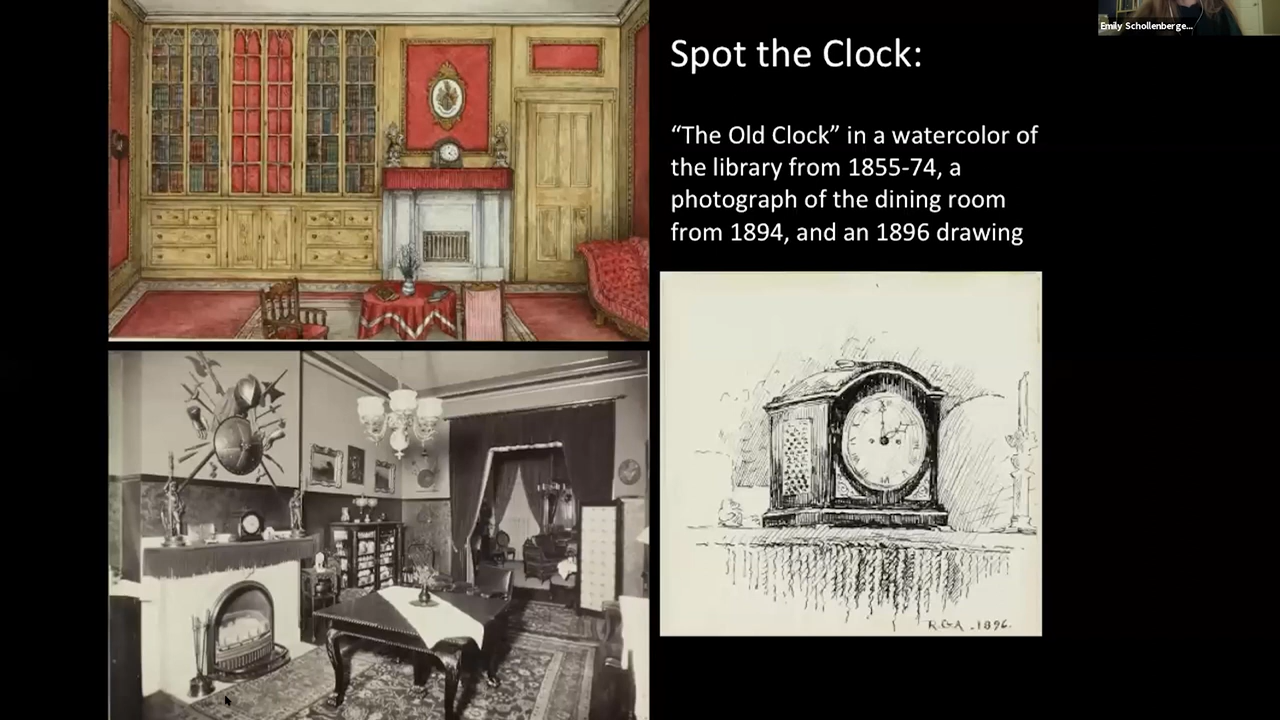 Emily Schollenberge...
Spot the Clock:
“The Old Clock” in a watercolor of
the library from 1855-74, a
photograph of the dining room
from 1894, and an 1896 drawing
R.G.A -1896.